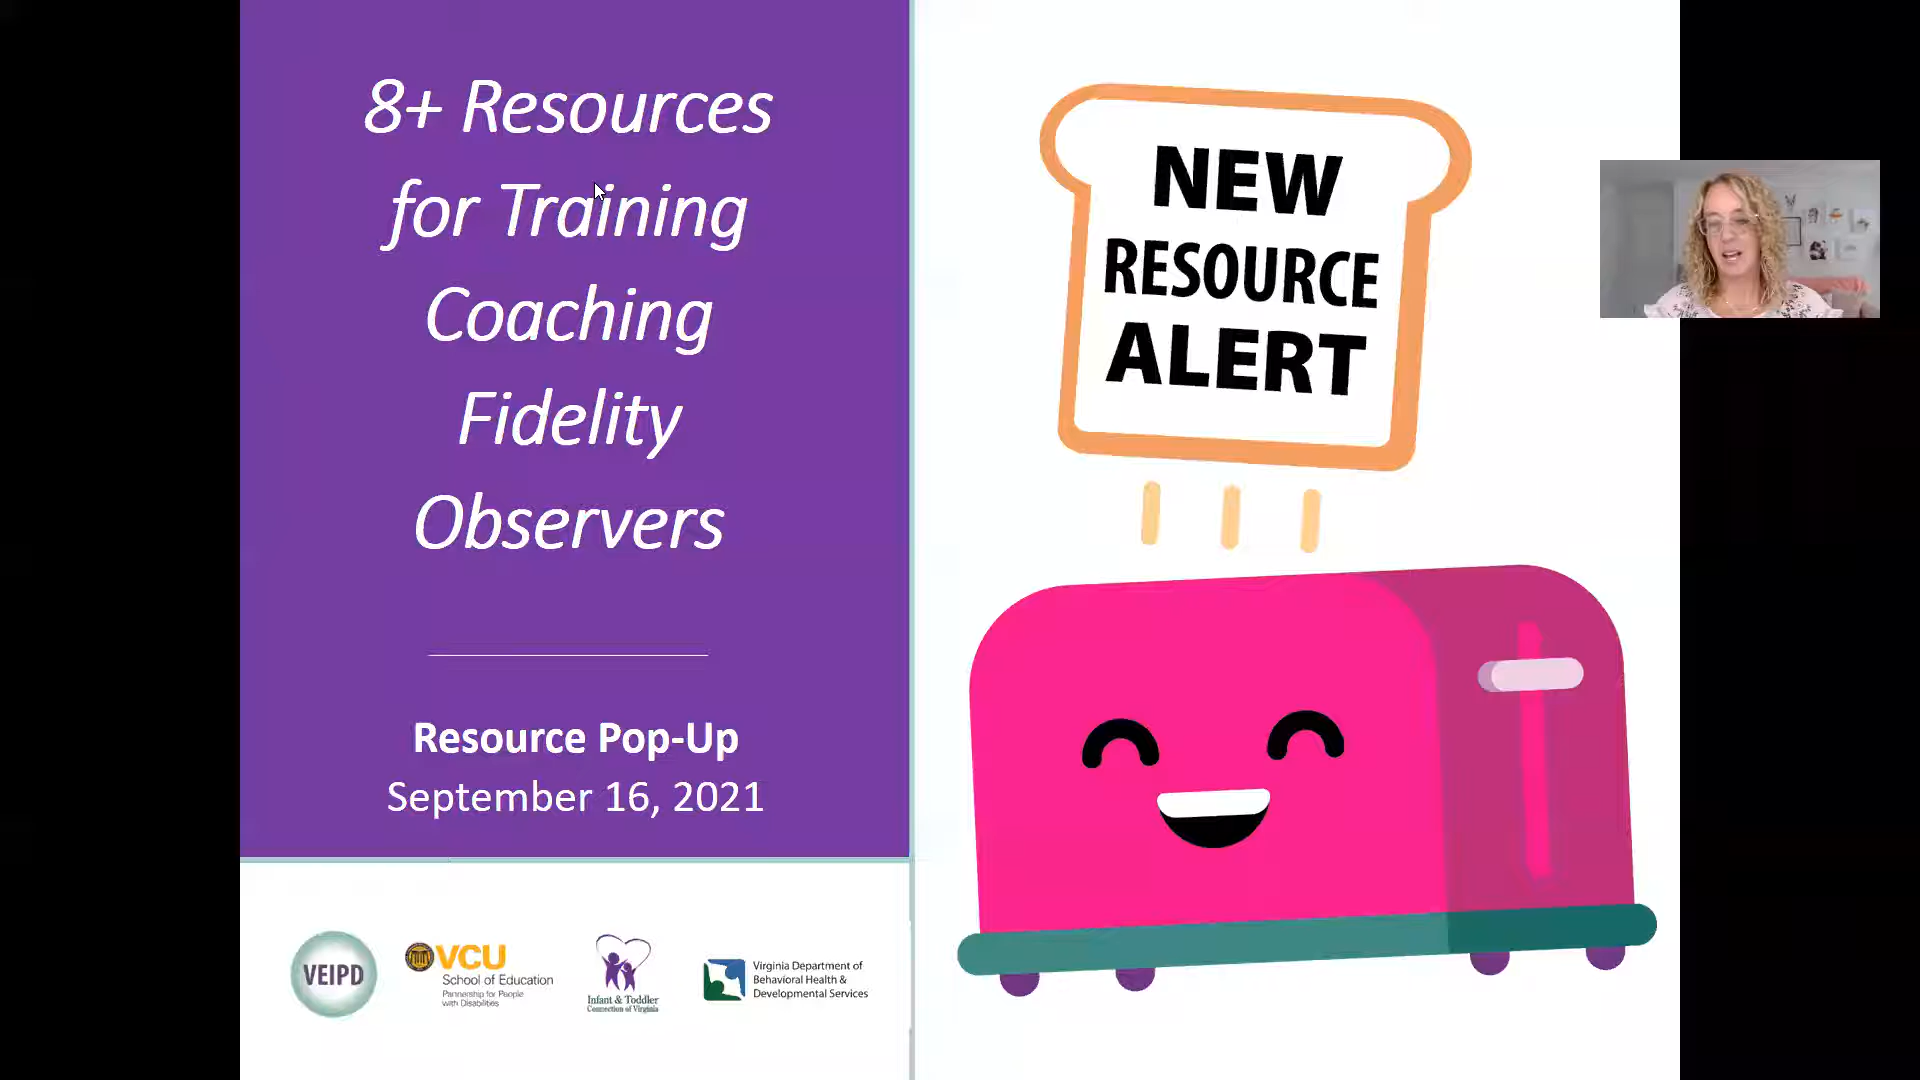 8+ Resources
for Training
Coaching
Fidelity
Observers
Resource Pop-Up
September 16, 2021
NEW
RESOURCE
ALERT
VEIPD
VCU
School of Education
Partnership for People
with Disabilities
Infant & Toddler
Connection of Virginia
Virginia Department of
Behavioral Health &
Developmental Services